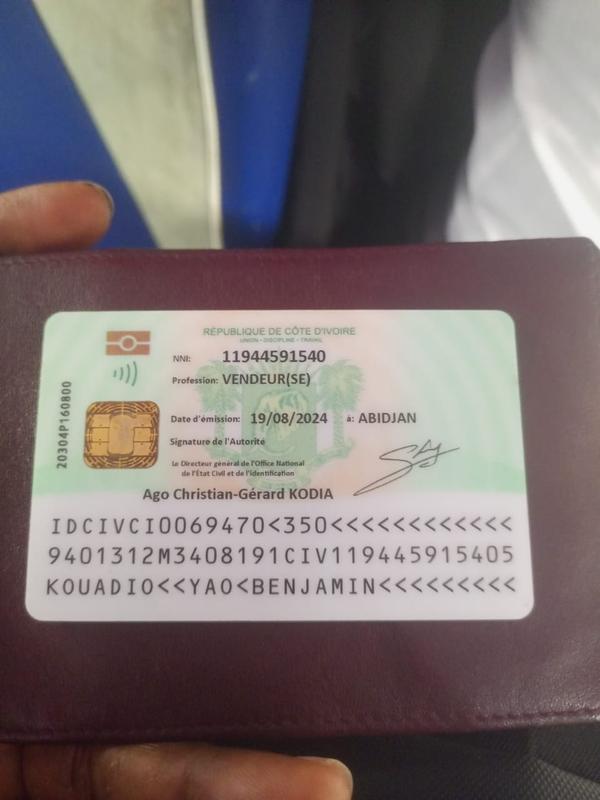 RÉPUBLIQUE DE CÔTE D'IVOIRE
UNION - DISCIPLINE - TRAVAIL
NNI: 11944591540
Profession: VENDEUR(SE)
20304P160800
Date d'émission: 19/08/2024 à: ABIDJAN
Signature de l'Autorité
Le Directeur général de l'Office National
de l'État Civil et de l'Identification
Ago Christian-Gérard KODIA
IDCIVCI0069470<350<<<<<<<<<<<<
9401312M3408191CIV119445915405
KOUADIO<<YAO<BENJAMIN<<<<<<<<<